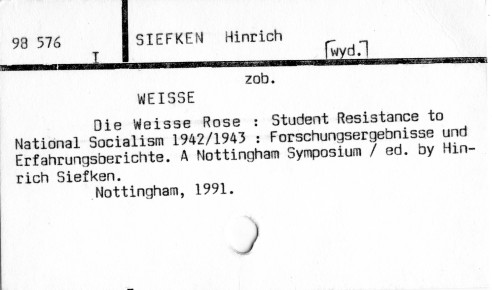 98 576
T
SIEFKEN Hinrich
[wyd.]
zob.
WEISSE
Die Weisse Rose : Student Resistance to
National Socialism 1942/1943 : Forschungsergebnisse und
Erfahrungsberichte. A Nottingham Symposium / ed. by Hin-
rich Siefken.
Nottingham, 1991.